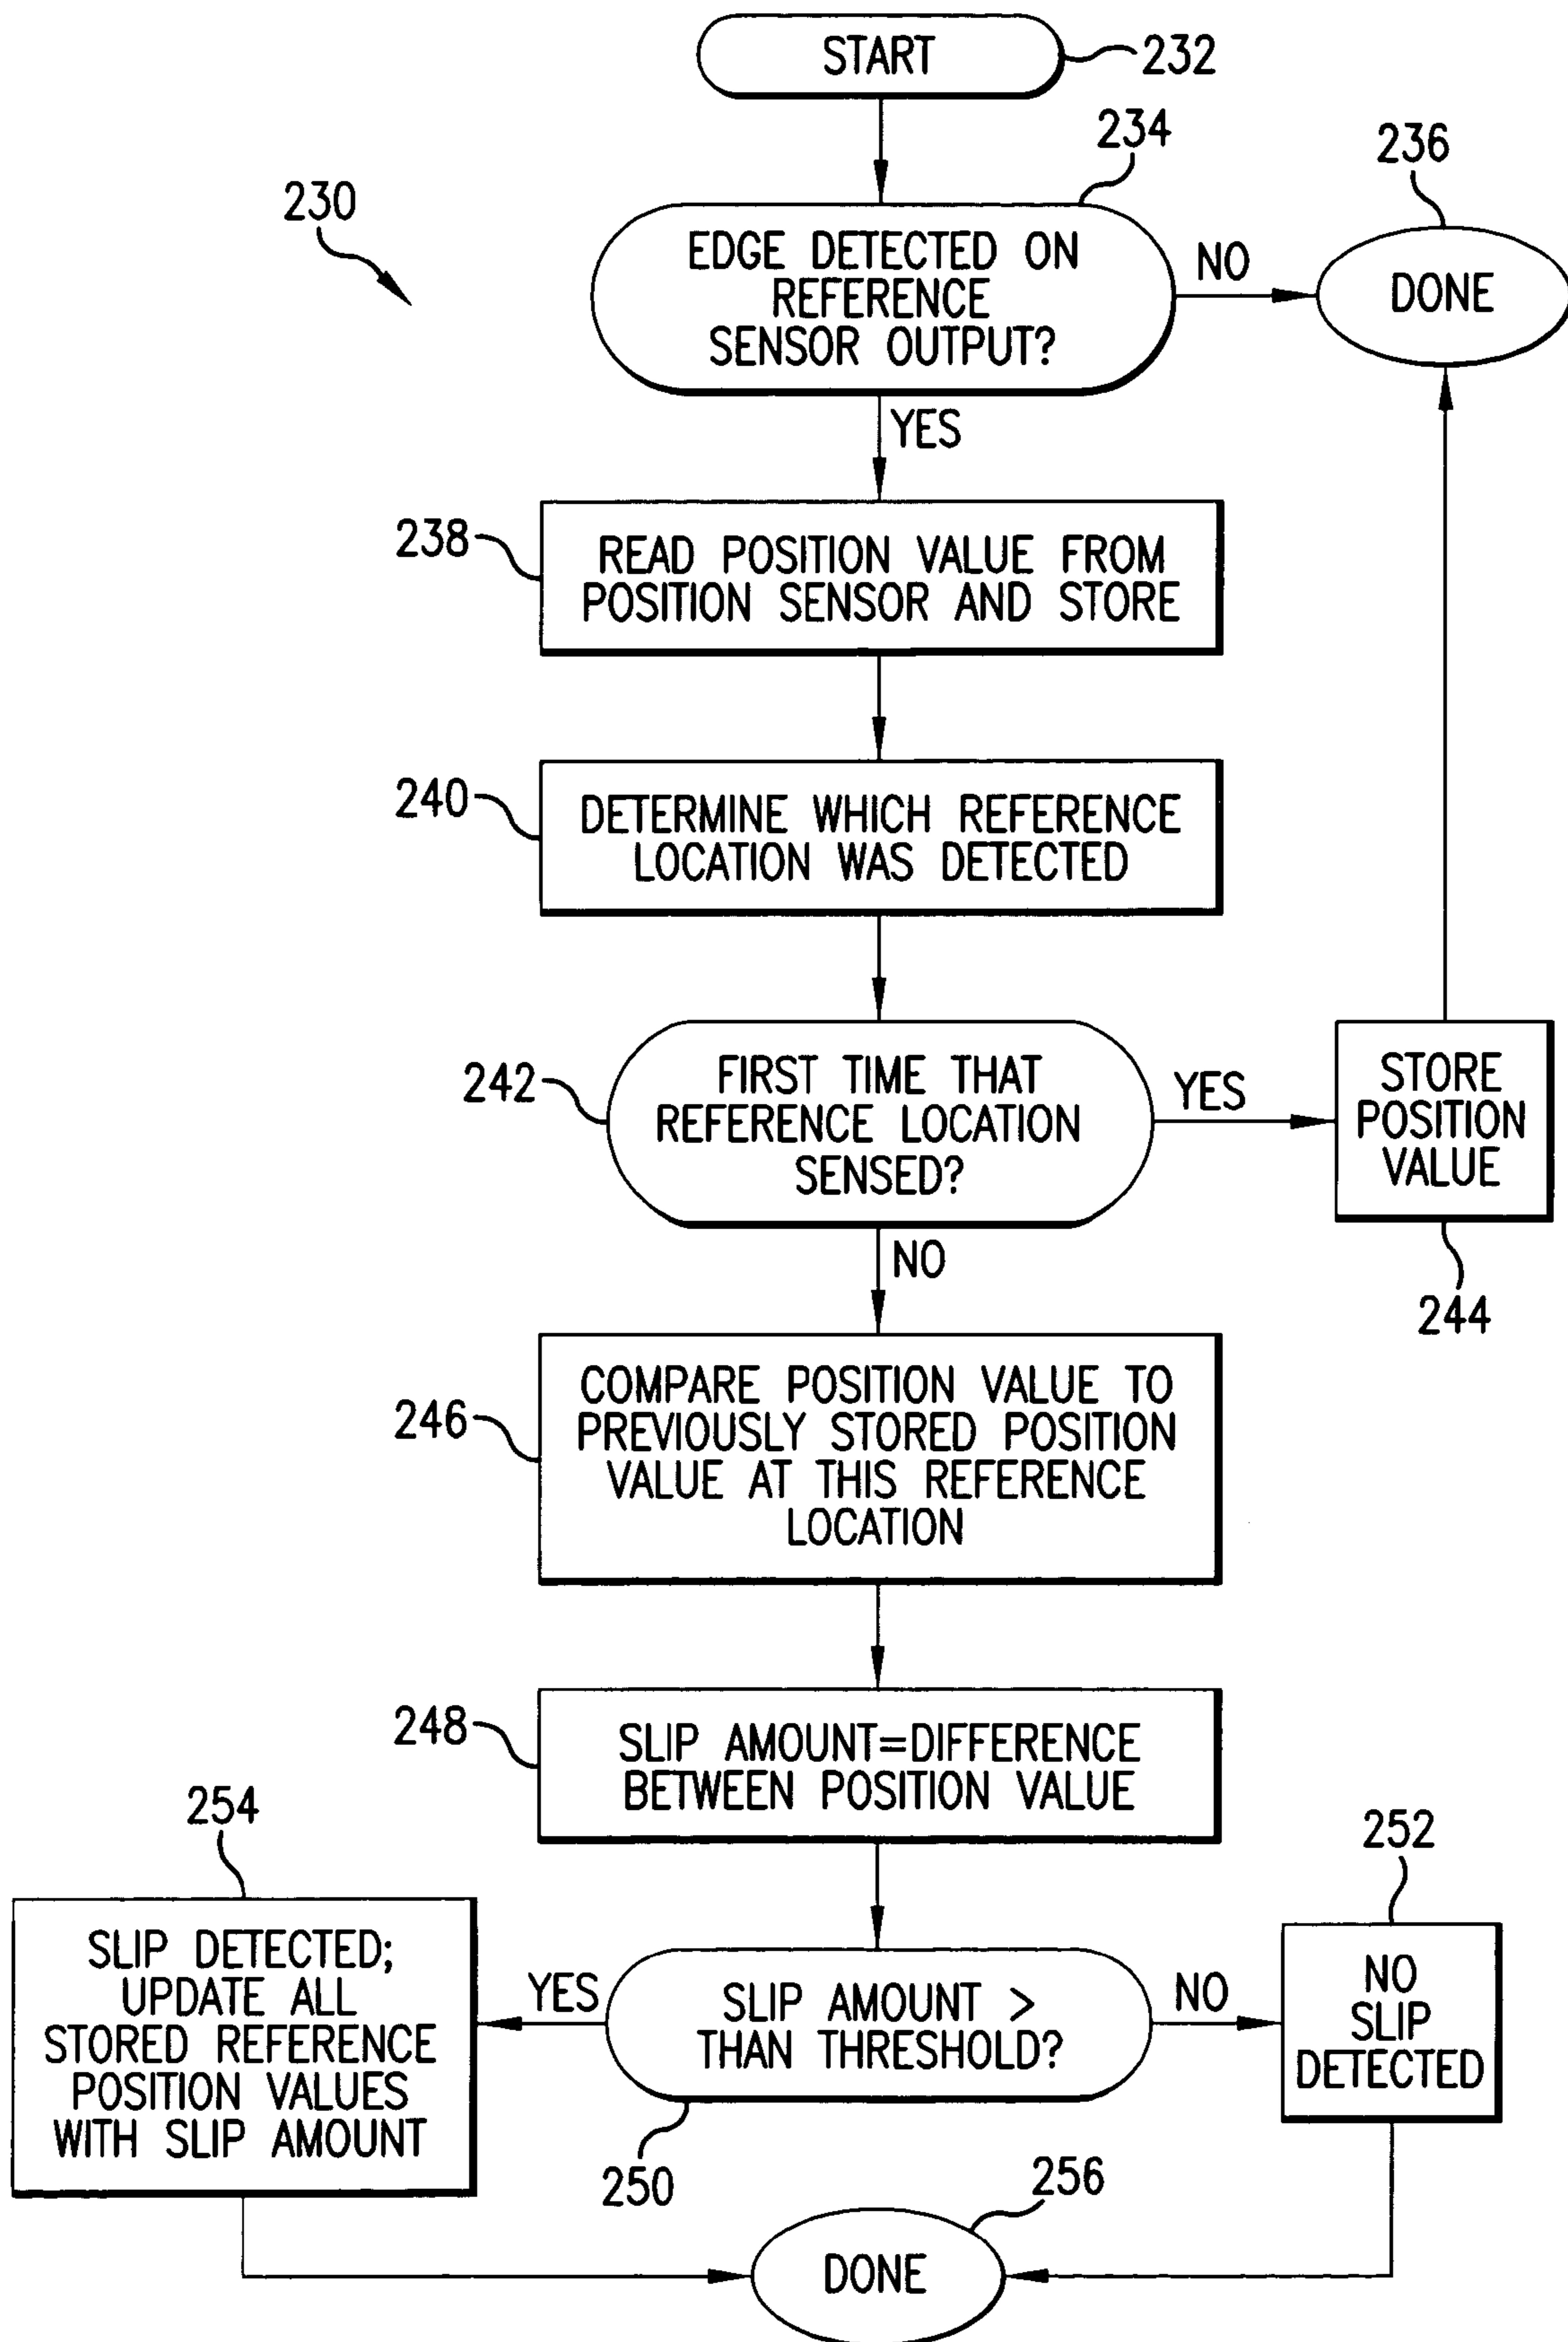 START
232
234
236
230
EDGE DETECTED ON
REFERENCE
SENSOR OUTPUT?
NO
DONE
YES
238
READ POSITION VALUE FROM
POSITION SENSOR AND STORE
240
DETERMINE WHICH REFERENCE
LOCATION WAS DETECTED
242
FIRST TIME THAT
REFERENCE LOCATION
SENSED?
YES
STORE
POSITION
VALUE
244
NO
246
COMPARE POSITION VALUE TO
PREVIOUSLY STORED POSITION
VALUE AT THIS REFERENCE
LOCATION
248
SLIP AMOUNT=DIFFERENCE
BETWEEN POSITION VALUE
254
252
SLIP DETECTED;
UPDATE ALL
STORED REFERENCE
POSITION VALUES
WITH SLIP AMOUNT
YES
SLIP AMOUNT >
THAN THRESHOLD?
NO
NO
SLIP
DETECTED
250
256
DONE